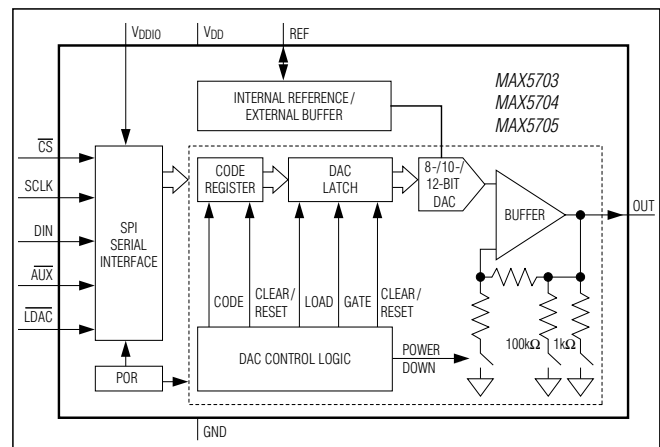 VDDIO
VDD
REF
INTERNAL REFERENCE /
EXTERNAL BUFFER
MAX5703
MAX5704
MAX5705
CS
SCLK
DIN
AUX
LDAC
SPI
SERIAL
INTERFACE
CODE
REGISTER
DAC
LATCH
8-/10-/
12-BIT
DAC
BUFFER
OUT
CODE
CLEAR/
RESET
LOAD
GATE
CLEAR/
RESET
100kΩ
1kΩ
DAC CONTROL LOGIC
POWER
DOWN
POR
GND